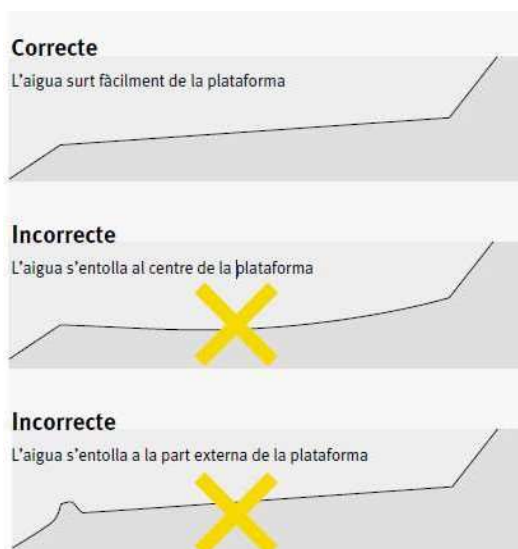 Correcte
L'aigua surt fàcilment de la plataforma
Incorrecte
L'aigua s'entolla al centre de la plataforma
Incorrecte
L'aigua s'entolla a la part externa de la plataforma